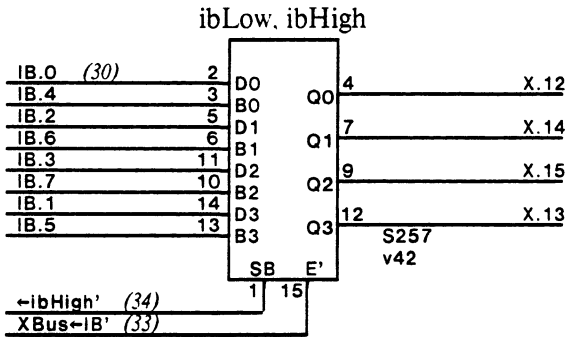 ibLow, ibHigh
IB.0 (30) 2 D0
IB.4 3 B0
IB.2 5 D1
IB.6 6 B1
IB.3 11 D2
IB.7 10 B2
IB.1 14 D3
IB.5 13 B3
Q0 4 X.12
Q1 7 X.14
Q2 9 X.15
Q3 12 X.13
S257
v42
SB E'
1 15
←ibHigh' (34)
XBus←IB' (33)